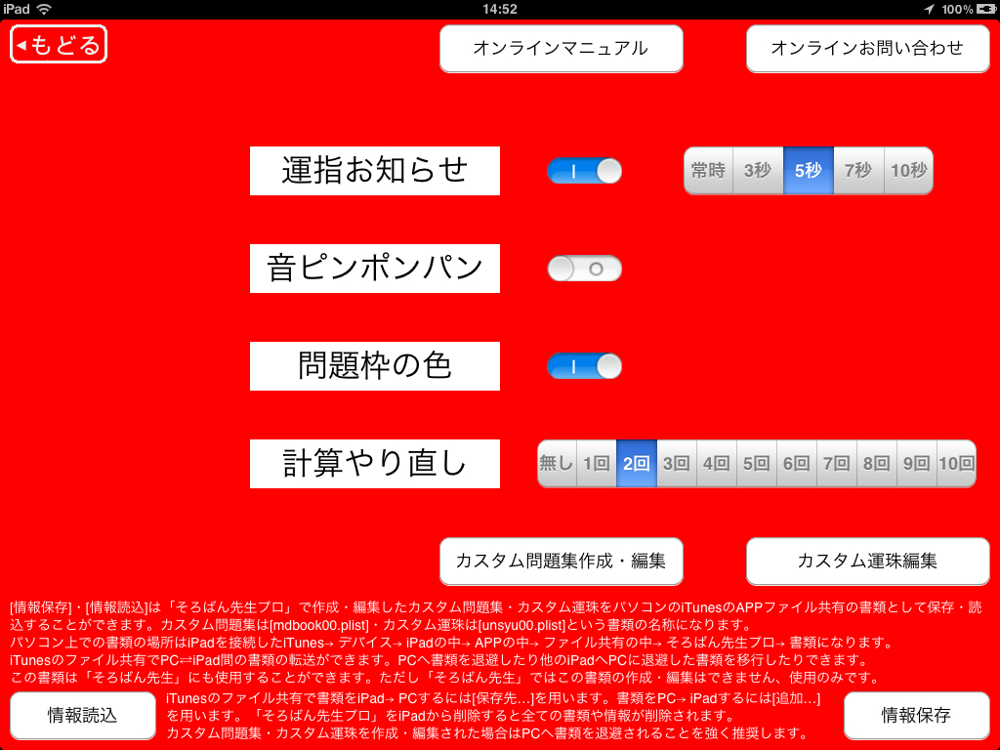 iPad 14:52 100%
◀もどる オンラインマニュアル オンラインお問い合わせ
運指お知らせ 常時 3秒 5秒 7秒 10秒
音ピンポンパン
問題枠の色
計算やり直し 無し 1回 2回 3回 4回 5回 6回 7回 8回 9回 10回
カスタム問題集作成・編集 カスタム運珠編集
[情報保存]・[情報読込]は「そろばん先生プロ」で作成・編集したカスタム問題集・カスタム運珠をパソコンのiTunesのAPPファイル共有の書類として保存・読
込することができます。カスタム問題集は[mdbook00.plist]・カスタム運珠は[unsyu00.plist]という書類の名称になります。
パソコン上での書類の場所はiPadを接続したiTunes→ デバイス→ iPadの中→ APPの中→ ファイル共有の中→ そろばん先生プロ→ 書類になります。
iTunesのファイル共有でPC⇄iPad間の書類の転送ができます。PCへ書類を退避したり他のiPadへPCに退避した書類を移行したりできます。
この書類は「そろばん先生」にも使用することができます。ただし「そろばん先生」ではこの書類の作成・編集はできません、使用のみです。
iTunesのファイル共有で書類をiPad→ PCするには[保存先...]を用います。書類をPC→ iPadするには[追加...]
を用います。「そろばん先生プロ」をiPadから削除すると全ての書類や情報が削除されます。
カスタム問題集・カスタム運珠を作成・編集された場合はPCへ書類を退避されることを強く推奨します。
情報読込 情報保存